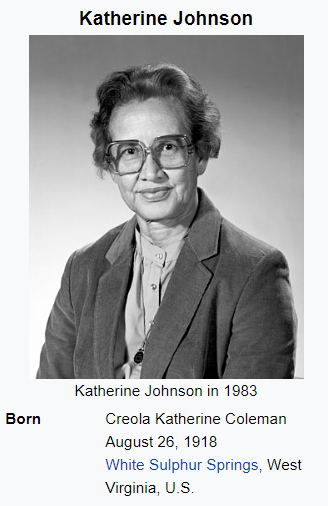 Katherine Johnson
Katherine Johnson in 1983
Born
Creola Katherine Coleman
August 26, 1918
White Sulphur Springs, West
Virginia, U.S.